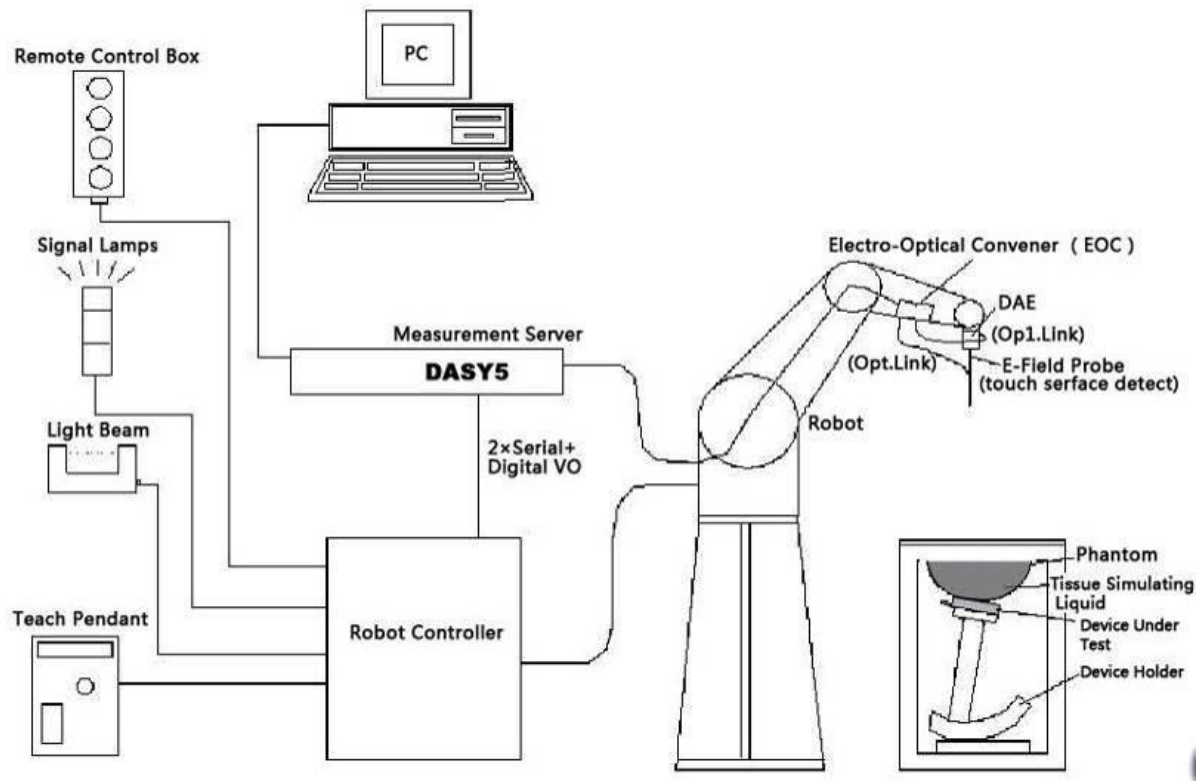 PC
Remote Control Box
Signal Lamps
Electro-Optical Convener ( EOC )
DAE
(Op1.Link)
Measurement Server
DASY5
(Opt.Link)
E-Field Probe
(touch serface detect)
Robot
Light Beam
2×Serial+
Digital VO
Phantom
Tissue Simulating
Liquid
Device Under
Test
Device Holder
Teach Pendant
Robot Controller